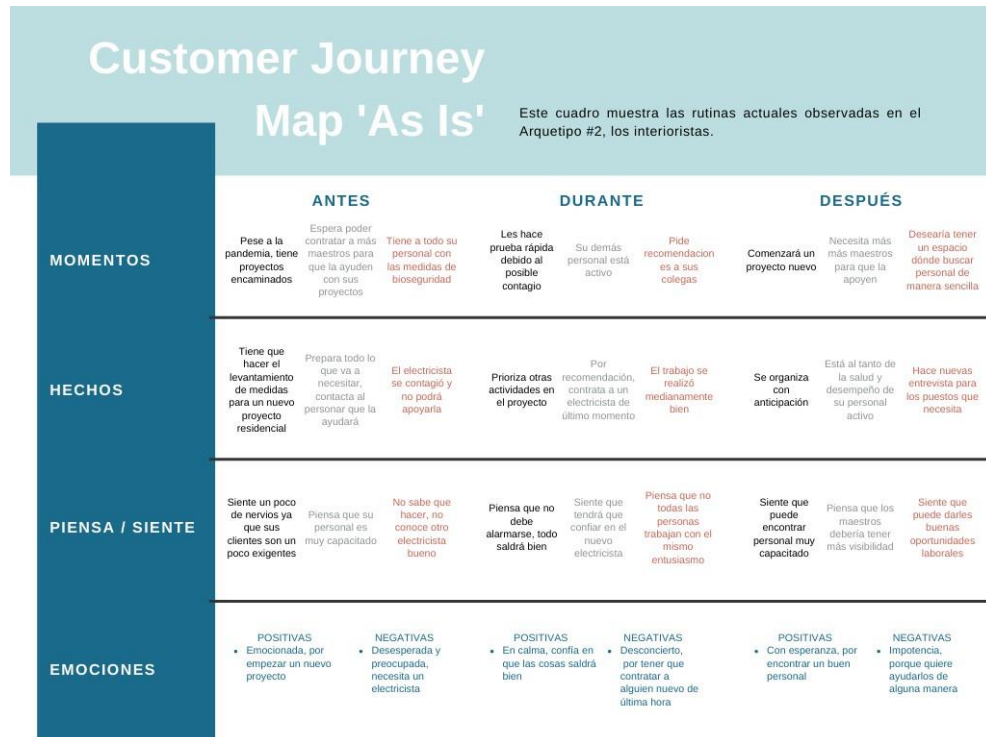 Customer Journey
Map 'As Is'
Este cuadro muestra las rutinas actuales observadas en el
Arquetipo #2, los interioristas.
ANTES
DURANTE
DESPUÉS
MOMENTOS
Pese a la
pandemia, tiene
proyectos
encaminados
Espera poder
contratar a más
maestros para
que la ayuden
con sus
proyectos
Tiene a todo su
personal con
las medidas de
bioseguridad
Les hace
prueba rápida
debido al
posible
contagio
Su demás
personal está
activo
Pide
recomendacion
es a sus
colegas
Comenzará un
proyecto nuevo
Necesita más
más maestros
para que la
apoyen
Desearía tener
un espacio
dónde buscar
personal de
manera sencilla
HECHOS
Tiene que
hacer el
levantamiento
de medidas
para un nuevo
proyecto
residencial
Prepara todo lo
que va a
necesitar,
contacta al
personar que la
ayudará
El electricista
se contagió y
no podrá
apoyarla
Prioriza otras
actividades en
el proyecto
Por
recomendación,
contrata a un
electricista de
último momento
El trabajo se
realizó
medianamente
bien
Se organiza
con
anticipación
Está al tanto de
la salud y
desempeño de
su personal
activo
Hace nuevas
entrevista para
los puestos que
necesita
PIENSA / SIENTE
Siente un poco
de nervios ya
que sus
clientes son un
poco exigentes
Piensa que su
personal es
muy capacitado
No sabe que
hacer, no
conoce otro
electricista
bueno
Piensa que no
debe
alarmarse, todo
saldrá bien
Siente que
tendrá que
confiar en el
nuevo
electricista
Piensa que no
todas las
personas
trabajan con el
mismo
entusiasmo
Siente que
puede
encontrar
personal muy
capacitado
Piensa que los
maestros
debería tener
más visibilidad
Siente que
puede darles
buenas
oportunidades
laborales
EMOCIONES
POSITIVAS
• Emocionada, por
empezar un nuevo
proyecto
NEGATIVAS
• Desesperada y
preocupada,
necesita un
electricista
POSITIVAS
• En calma, confía en
que las cosas saldrá
bien
NEGATIVAS
• Desconcierto,
por tener que
contratar a
alguien nuevo de
última hora
POSITIVAS
• Con esperanza, por
encontrar un buen
personal
NEGATIVAS
• Impotencia,
porque quiere
ayudarlos de
alguna manera